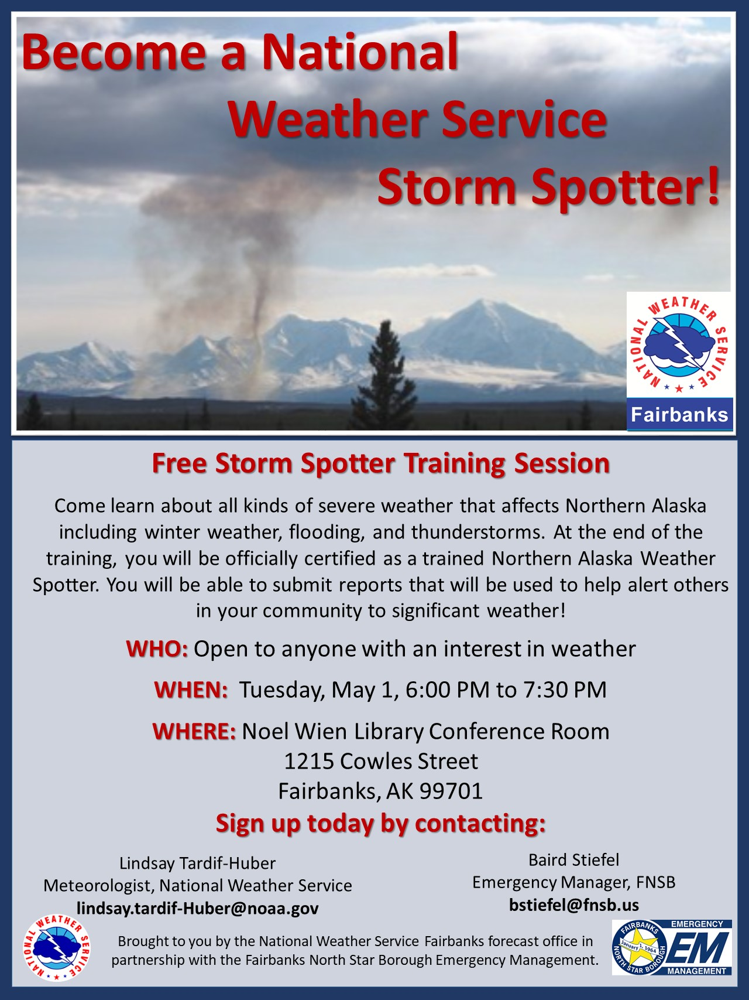 Become a National
Weather Service
Storm Spotter!
NATIONAL WEATHER SERVICE
Fairbanks
Free Storm Spotter Training Session
Come learn about all kinds of severe weather that affects Northern Alaska
including winter weather, flooding, and thunderstorms. At the end of the
training, you will be officially certified as a trained Northern Alaska Weather
Spotter. You will be able to submit reports that will be used to help alert others
in your community to significant weather!
WHO: Open to anyone with an interest in weather
WHEN: Tuesday, May 1, 6:00 PM to 7:30 PM
WHERE: Noel Wien Library Conference Room
1215 Cowles Street
Fairbanks, AK 99701
Sign up today by contacting:
Lindsay Tardif-Huber
Meteorologist, National Weather Service
lindsay.tardif-Huber@noaa.gov
Baird Stiefel
Emergency Manager, FNSB
bstiefel@fnsb.us
NATIONAL WEATHER SERVICE
Brought to you by the National Weather Service Fairbanks forecast office in
partnership with the Fairbanks North Star Borough Emergency Management.
FAIRBANKS
January 1, 1964
NORTH STAR BOROUGH
EMERGENCY
EM
MANAGEMENT